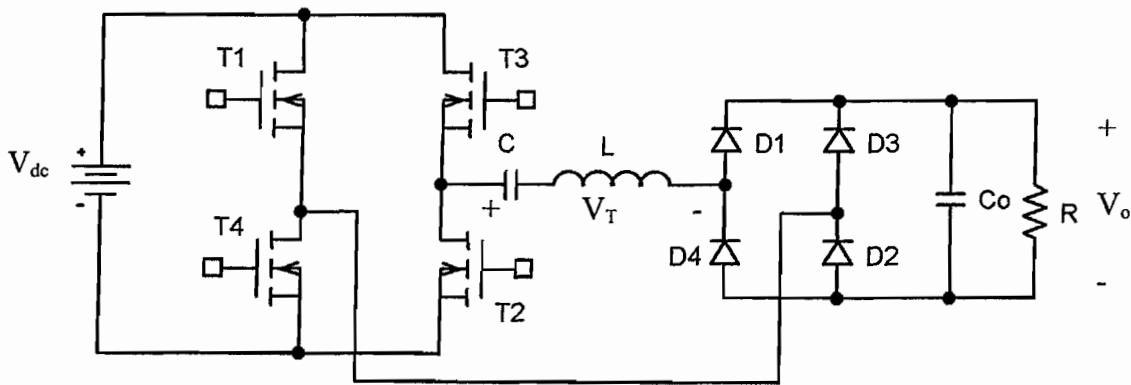 T1
T3
V_dc
+
-
C
L
D1
D3
+
+
V_T
-
Co
R
V_o
T4
D4
D2
-
T2